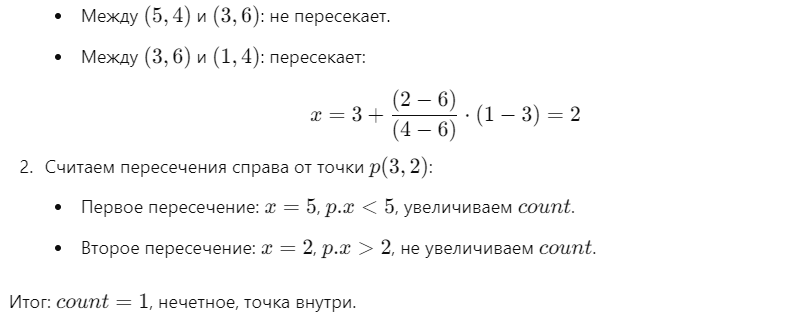 • Между (5, 4) и (3, 6): не пересекает.
• Между (3, 6) и (1, 4): пересекает:
x = 3 + (2 − 6)/(4 − 6) · (1 − 3) = 2
2. Считаем пересечения справа от точки p(3, 2):
• Первое пересечение: x = 5, p.x < 5, увеличиваем count.
• Второе пересечение: x = 2, p.x > 2, не увеличиваем count.
Итог: count = 1, нечетное, точка внутри.